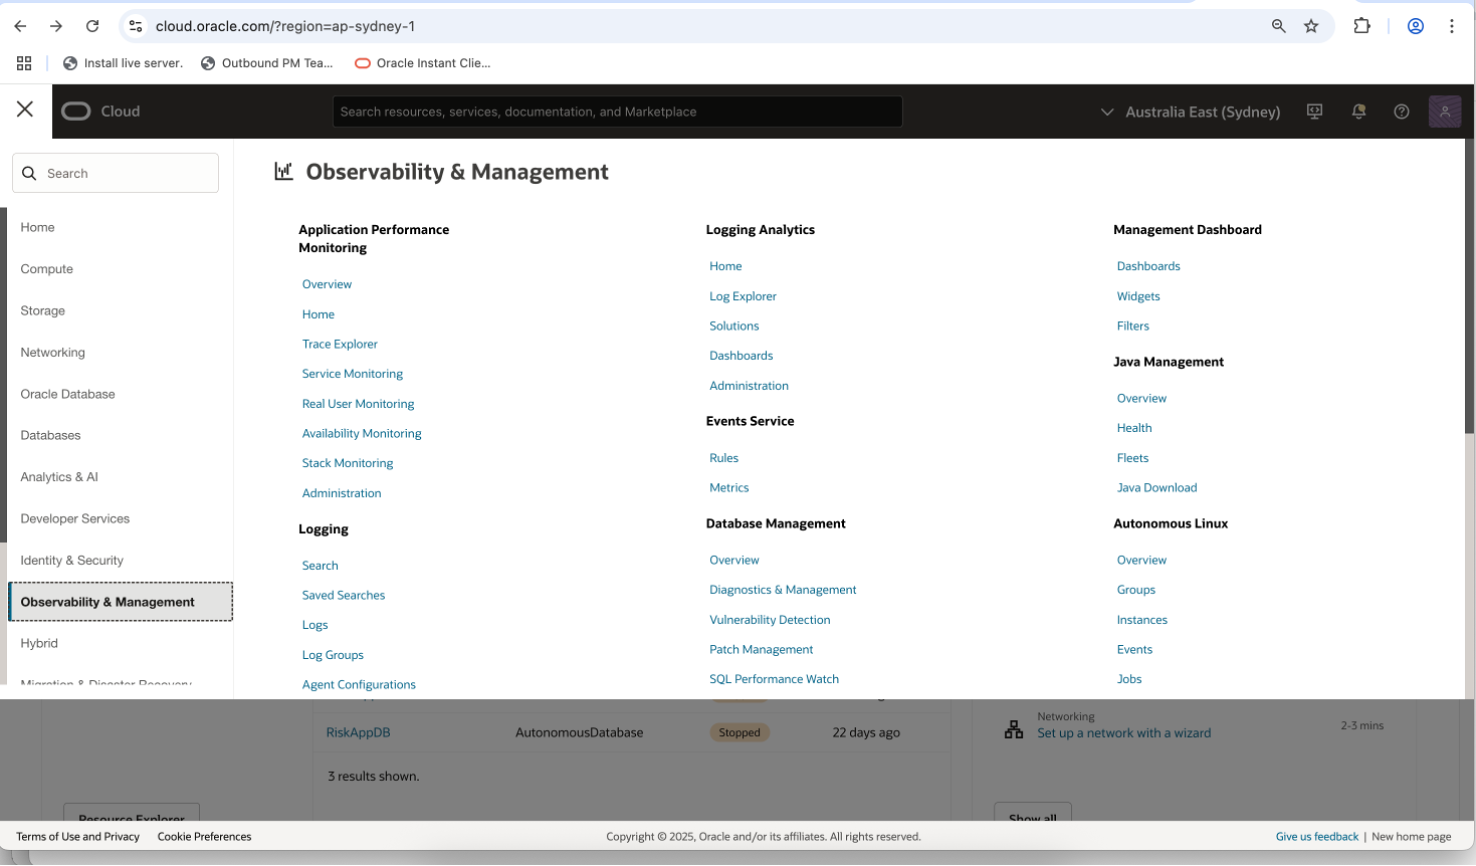 cloud.oracle.com/?region=ap-sydney-1
Install live server.
Outbound PM Tea...
Oracle Instant Clie...
Cloud
Search resources, services, documentation, and Marketplace
Australia East (Sydney)
Search
Home
Compute
Storage
Networking
Oracle Database
Databases
Analytics & AI
Developer Services
Identity & Security
Observability & Management
Hybrid
Migration & Disaster Recovery
Observability & Management
Application Performance
Monitoring
Overview
Home
Trace Explorer
Service Monitoring
Real User Monitoring
Availability Monitoring
Stack Monitoring
Administration
Logging
Search
Saved Searches
Logs
Log Groups
Agent Configurations
Logging Analytics
Home
Log Explorer
Solutions
Dashboards
Administration
Events Service
Rules
Metrics
Database Management
Overview
Diagnostics & Management
Vulnerability Detection
Patch Management
SQL Performance Watch
Management Dashboard
Dashboards
Widgets
Filters
Java Management
Overview
Health
Fleets
Java Download
Autonomous Linux
Overview
Groups
Instances
Events
Jobs
RiskAppDB AutonomousDatabase Stopped 22 days ago
3 results shown.
Resource Explorer
Networking
Set up a network with a wizard
2-3 mins
Show all
Terms of Use and Privacy Cookie Preferences
Copyright © 2025, Oracle and/or its affiliates. All rights reserved.
Give us feedback | New home page